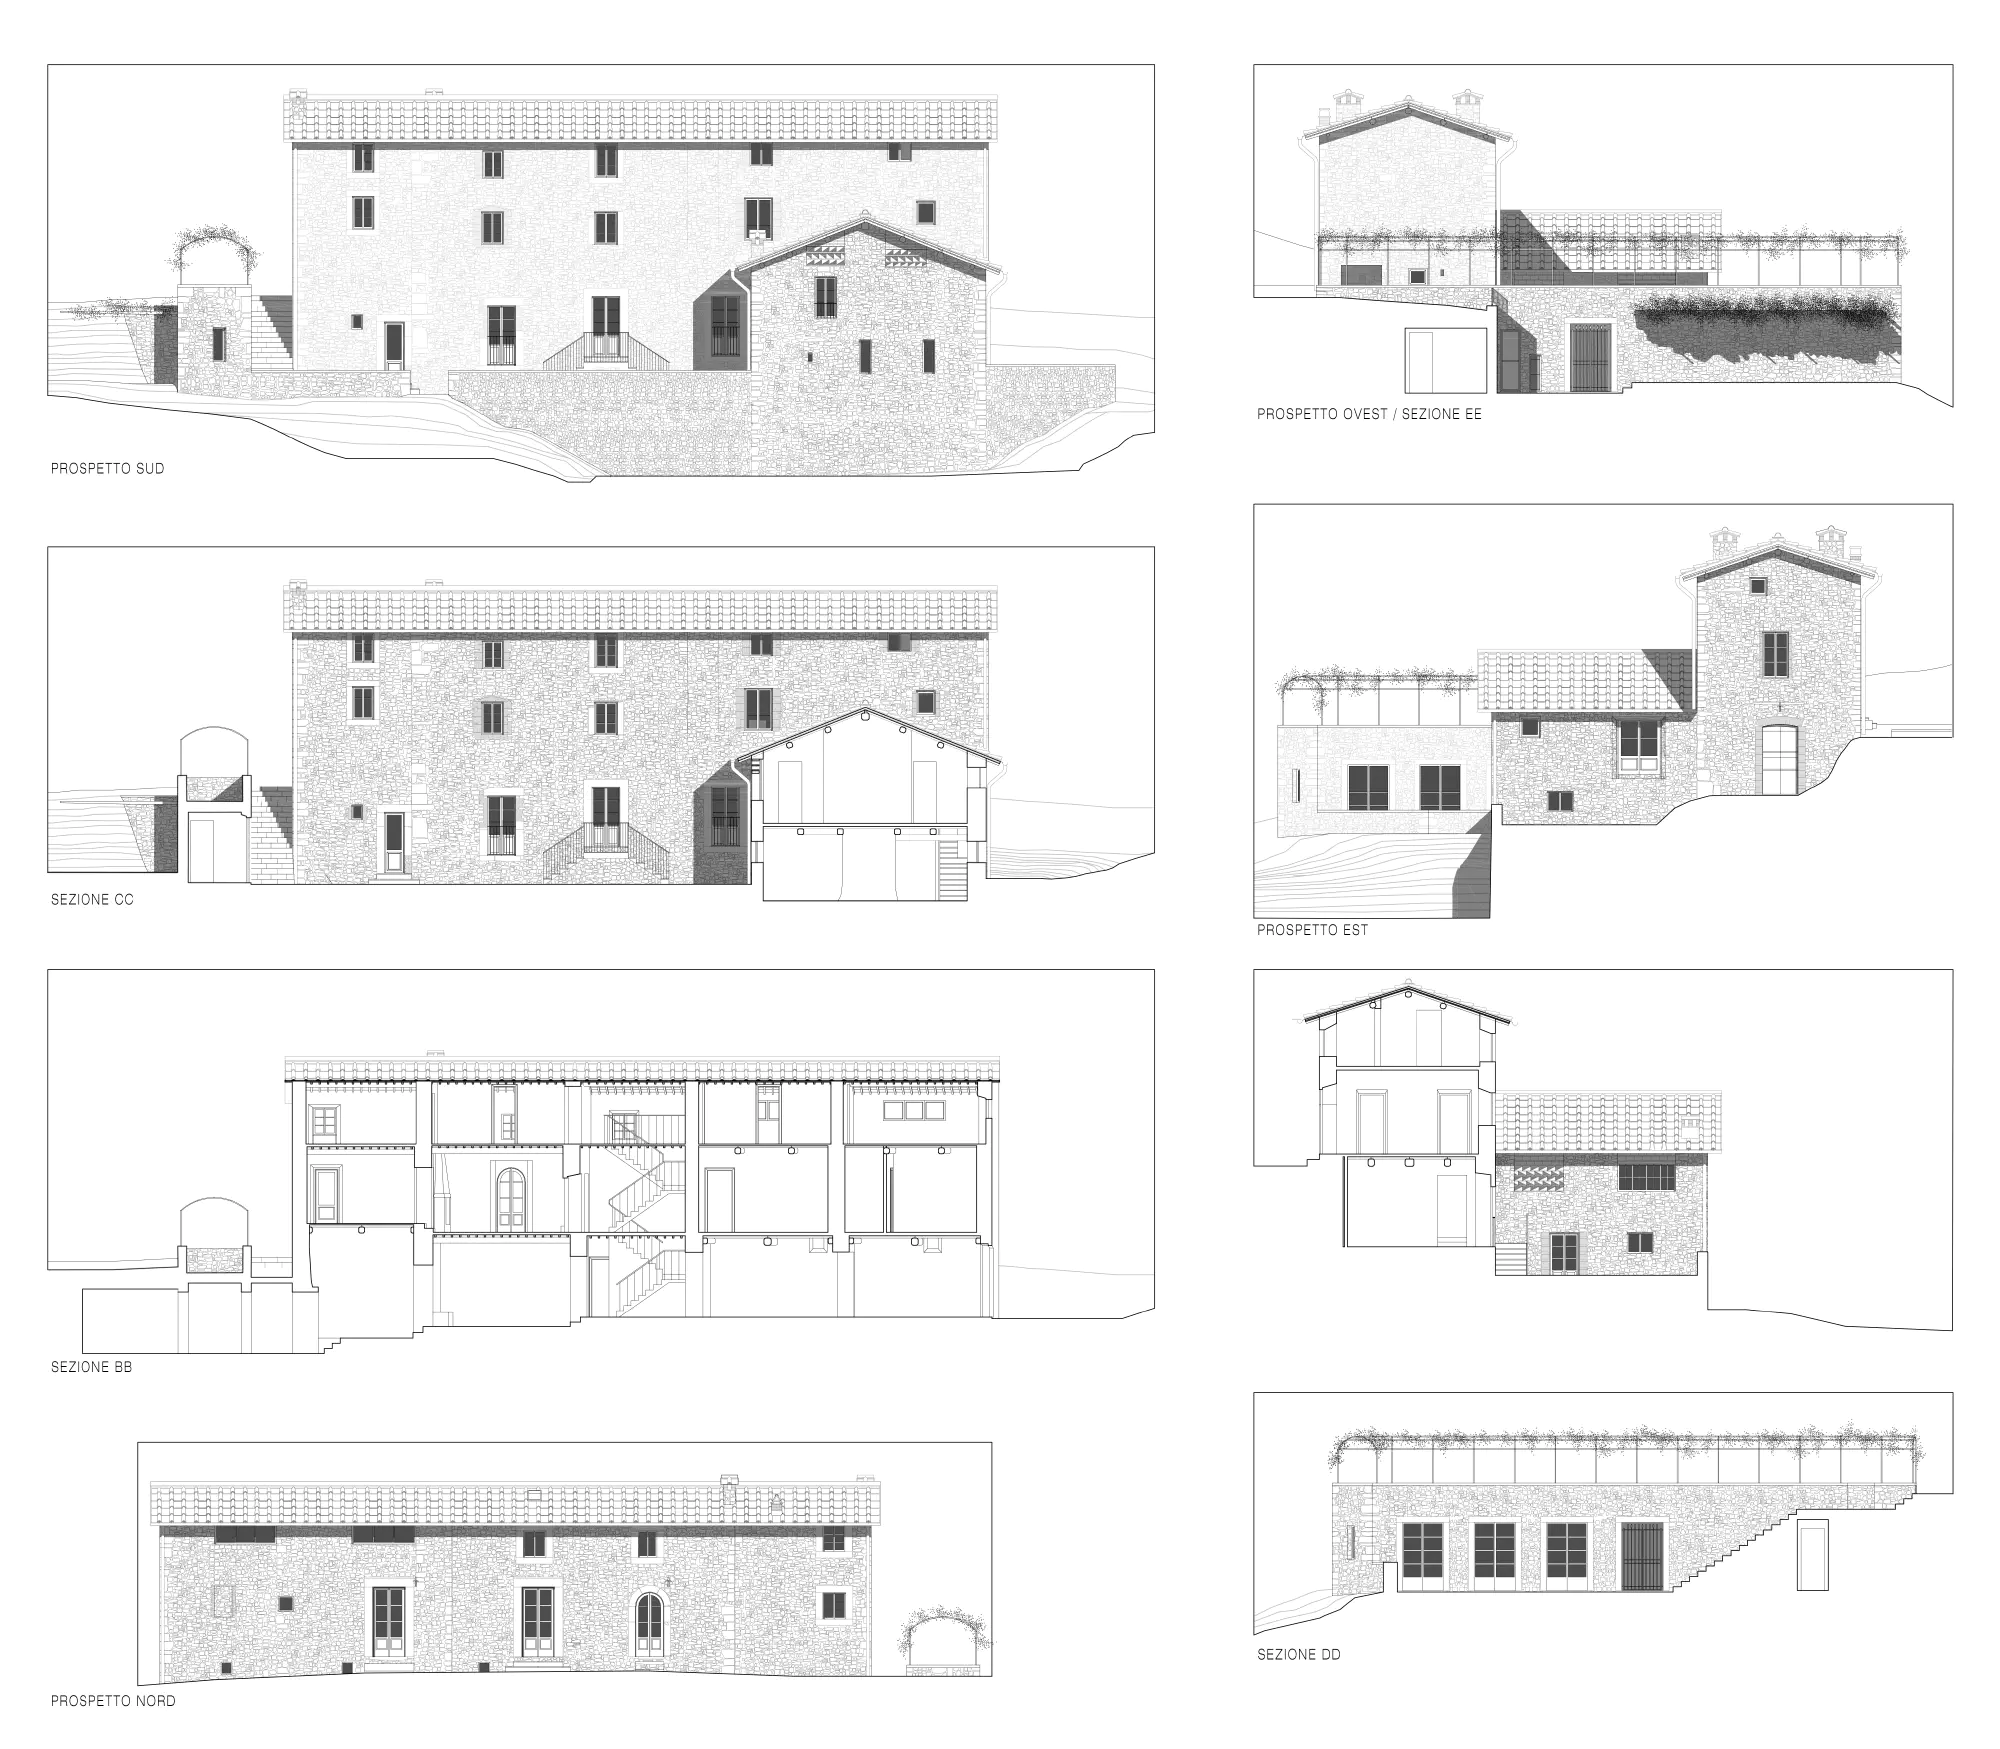 PROSPETTO SUD
PROSPETTO OVEST / SEZIONE EE
SEZIONE CC
PROSPETTO EST
SEZIONE BB
SEZIONE DD
PROSPETTO NORD